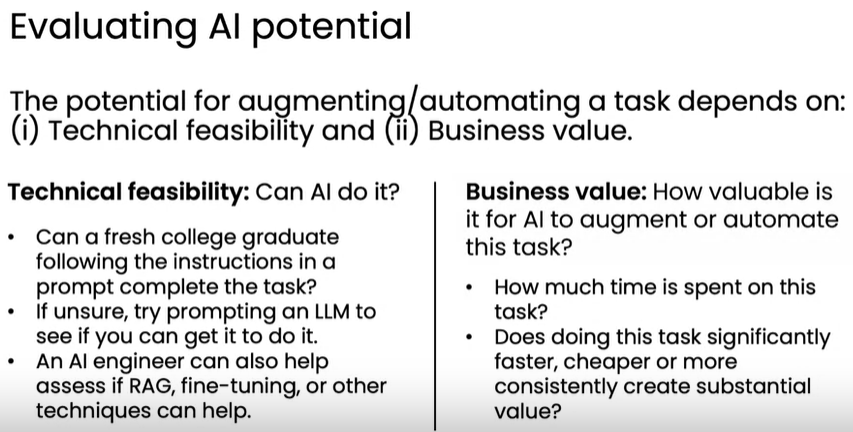 Evaluating AI potential
The potential for augmenting/automating a task depends on:
(i) Technical feasibility and (ii) Business value.
Technical feasibility: Can AI do it?
• Can a fresh college graduate
following the instructions in a
prompt complete the task?
• If unsure, try prompting an LLM to
see if you can get it to do it.
• An AI engineer can also help
assess if RAG, fine-tuning, or other
techniques can help.
Business value: How valuable is
it for AI to augment or automate
this task?
• How much time is spent on this
task?
• Does doing this task significantly
faster, cheaper or more
consistently create substantial
value?